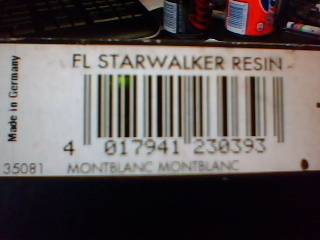 Made in Germany
FL STARWALKER RESIN
4 017941 230393
35081 MONTBLANC MONTBLANC